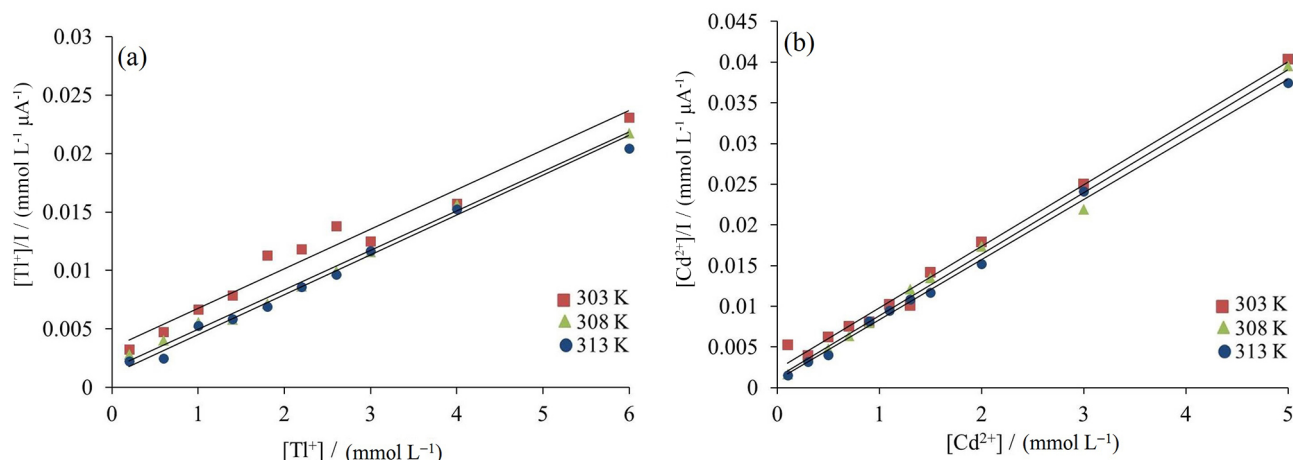 (a)
[Tl⁺]/I / (mmol L⁻¹ µA⁻¹)
0.03
0.025
0.02
0.015
0.01
0.005
0
0 1 2 3 4 5 6
[Tl⁺] / (mmol L⁻¹)
303 K
308 K
313 K
(b)
[Cd²⁺]/I / (mmol L⁻¹ µA⁻¹)
0.045
0.04
0.035
0.03
0.025
0.02
0.015
0.01
0.005
0
0 1 2 3 4 5
[Cd²⁺] / (mmol L⁻¹)
303 K
308 K
313 K